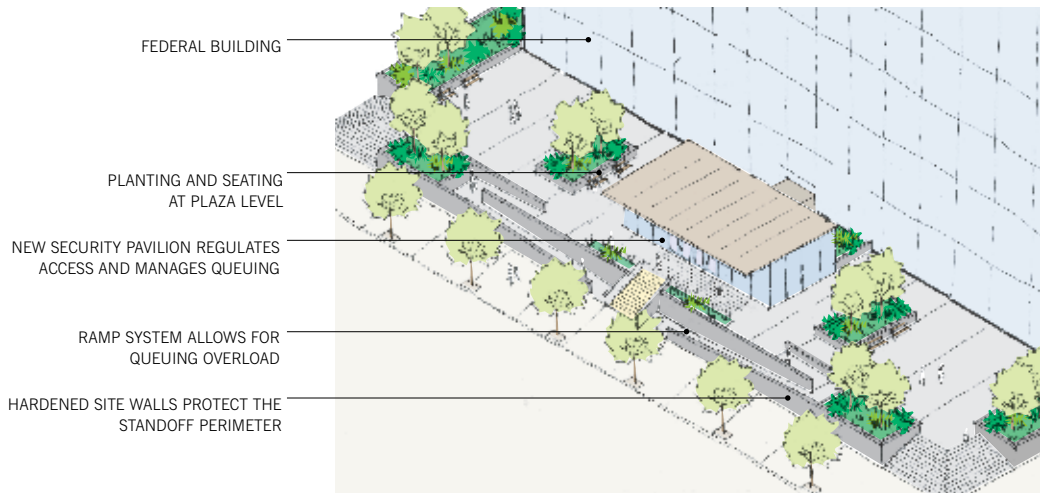 FEDERAL BUILDING
PLANTING AND SEATING
AT PLAZA LEVEL
NEW SECURITY PAVILION REGULATES
ACCESS AND MANAGES QUEUING
RAMP SYSTEM ALLOWS FOR
QUEUING OVERLOAD
HARDENED SITE WALLS PROTECT THE
STANDOFF PERIMETER